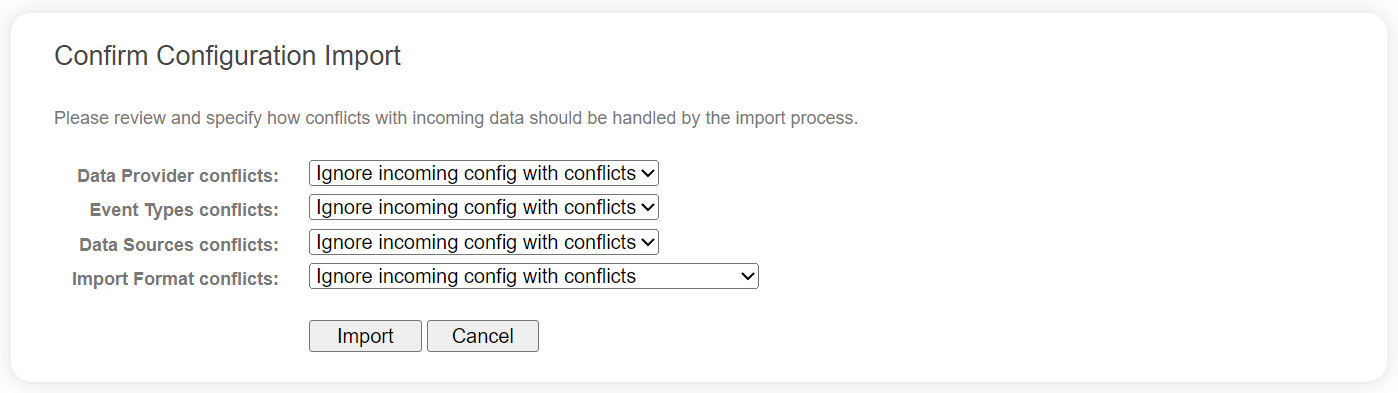 Confirm Configuration Import
Please review and specify how conflicts with incoming data should be handled by the import process.
Data Provider conflicts: Ignore incoming config with conflicts
Event Types conflicts: Ignore incoming config with conflicts
Data Sources conflicts: Ignore incoming config with conflicts
Import Format conflicts: Ignore incoming config with conflicts
Import Cancel